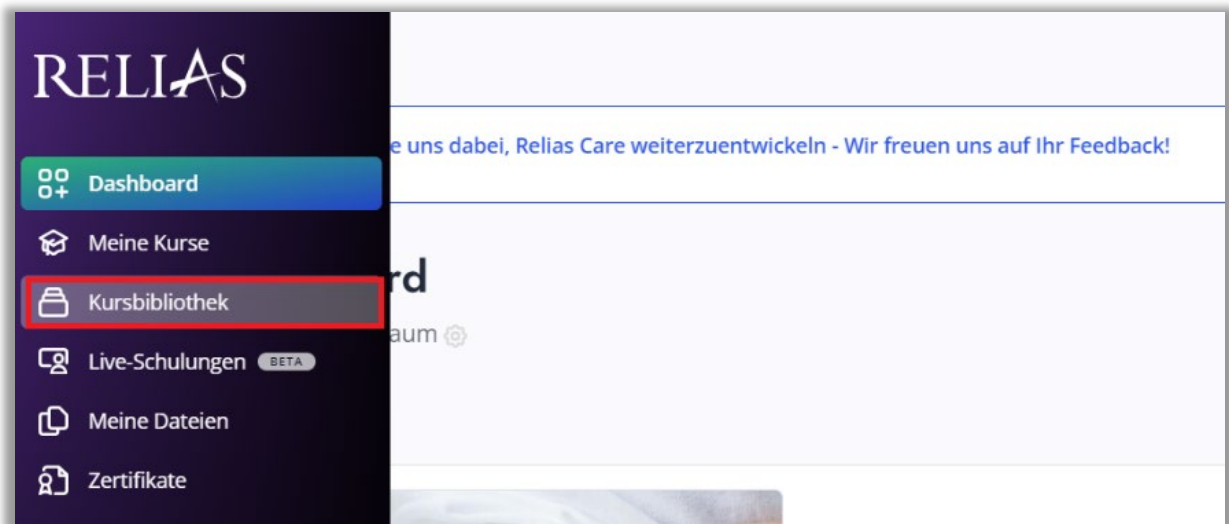 RELIAS
e uns dabei, Relias Care weiterzuentwickeln - Wir freuen uns auf Ihr Feedback!
Dashboard
Meine Kurse
rd
Kursbibliothek
aum
Live-Schulungen BETA
Meine Dateien
Zertifikate